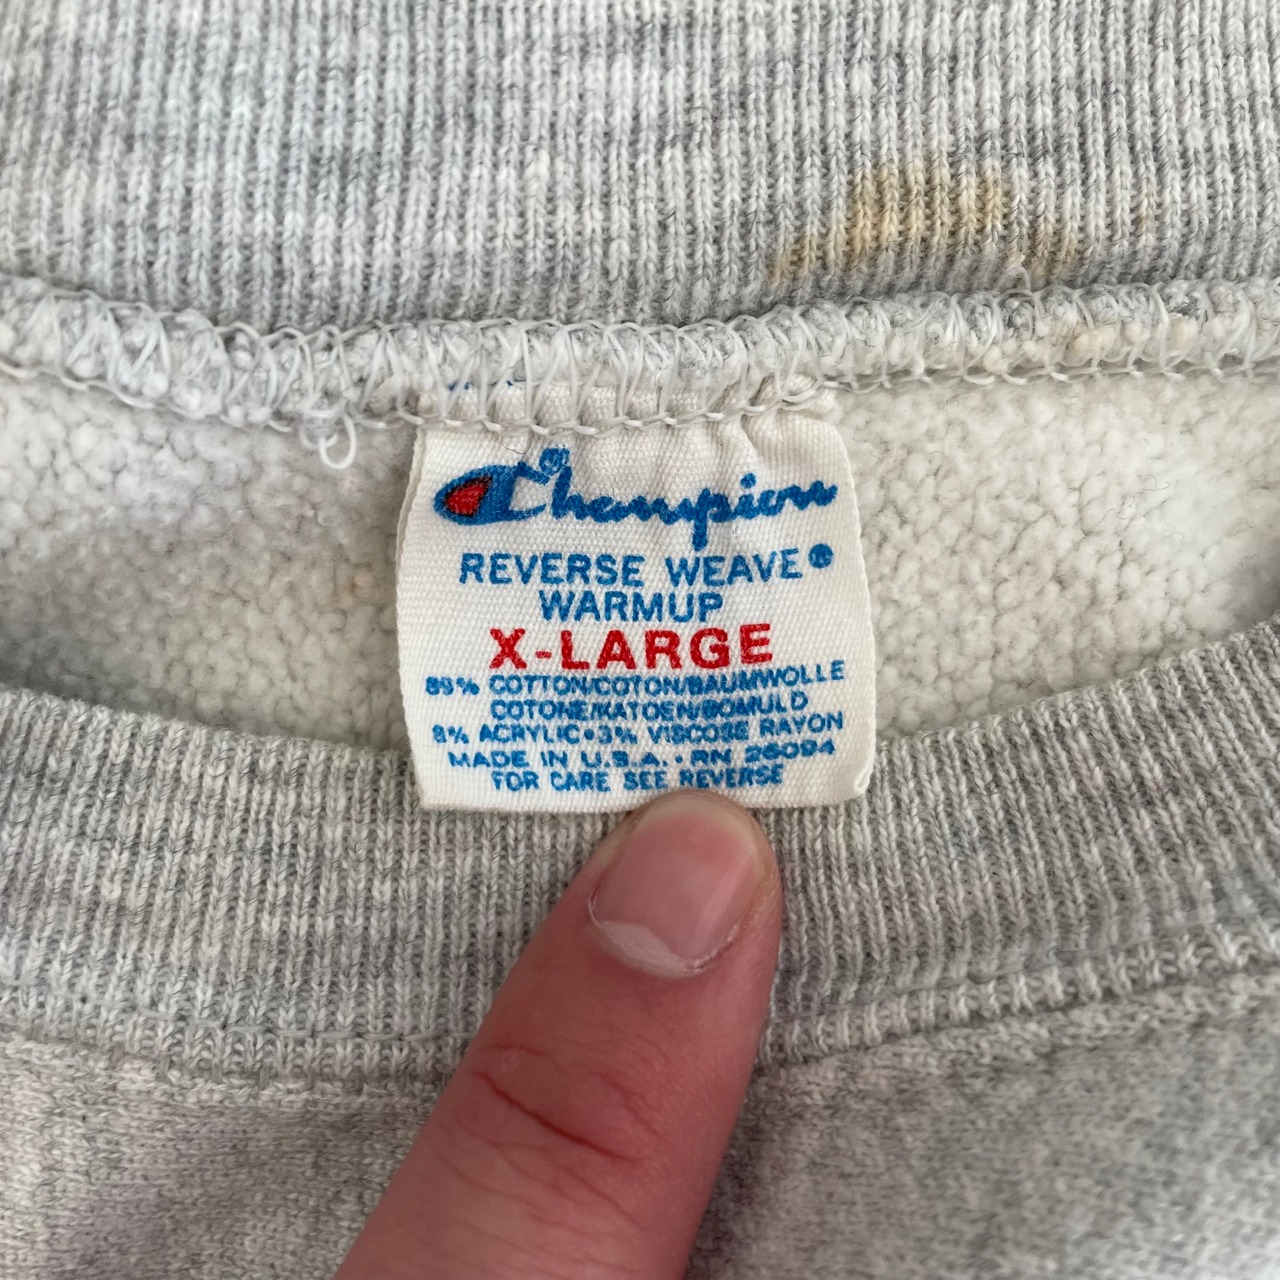 Champion
REVERSE WEAVE®
WARMUP
X-LARGE
89% COTTON/COTON/BAUMWOLLE
COTONE/KATOEN/BOMULD
8% ACRYLIC•3% VISCOSE RAYON
MADE IN U.S.A. • RN 26094
FOR CARE SEE REVERSE